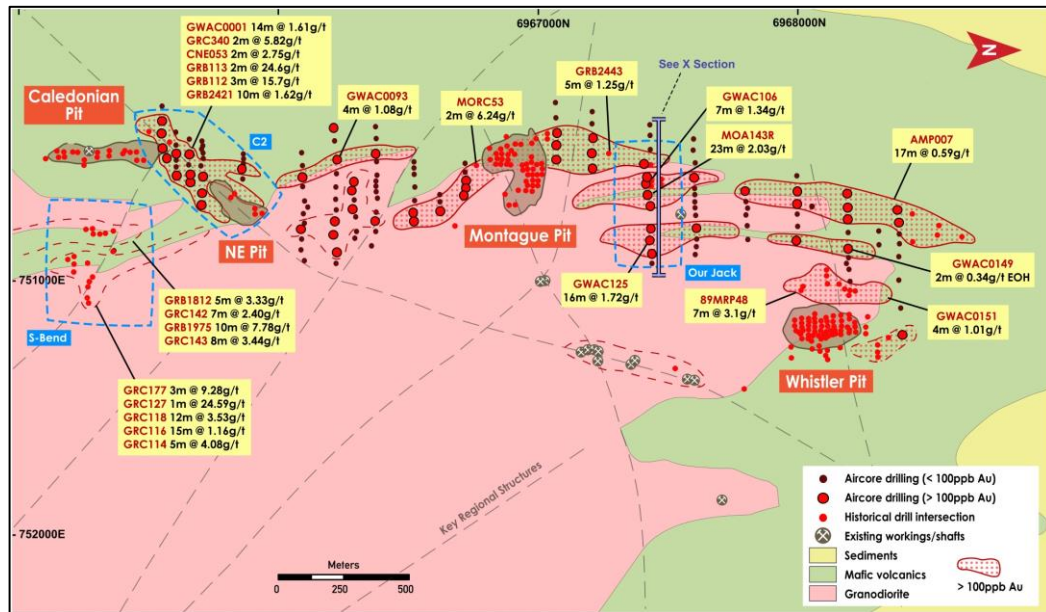 6967000N
6968000N
N
GWAC0001 14m @ 1.61g/t
GRC340 2m @ 5.82g/t
CNE053 2m @ 2.75g/t
GRB113 2m @ 24.6g/t
GRB112 3m @ 15.7g/t
GRB2421 10m @ 1.62g/t
See X Section
GRB2443
5m @ 1.25g/t
Caledonian
Pit
GWAC0093
4m @ 1.08g/t
MORC53
2m @ 6.24g/t
GWAC106
7m @ 1.34g/t
MOA143R
23m @ 2.03g/t
AMP007
17m @ 0.59g/t
C2
NE Pit
Montague Pit
Our Jack
GWAC0149
2m @ 0.34g/t EOH
751000E
GWAC125
16m @ 1.72g/t
89MRP48
7m @ 3.1g/t
GWAC0151
4m @ 1.01g/t
GRB1812 5m @ 3.33g/t
GRC142 7m @ 2.40g/t
GRB1975 10m @ 7.78g/t
GRC143 8m @ 3.44g/t
S-Bend
Whistler Pit
GRC177 3m @ 9.28g/t
GRC127 1m @ 24.59g/t
GRC118 12m @ 3.53g/t
GRC116 15m @ 1.16g/t
GRC114 5m @ 4.08g/t
Key Regional Structures
752000E
Meters
0 250 500
Aircore drilling (< 100ppb Au)
Aircore drilling (> 100ppb Au)
Historical drill intersection
Existing workings/shafts
Sediments
Mafic volcanics
Granodiorite
> 100ppb Au